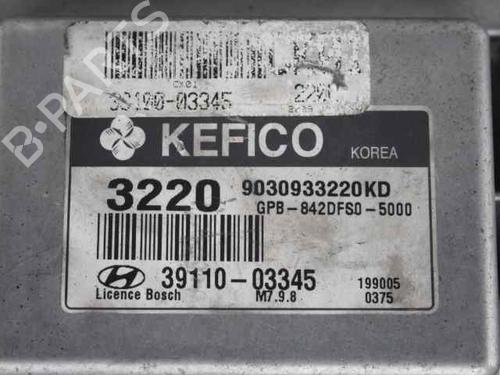 CX01
39100-03345
B-PARTS
KEFICO
KOREA
3220
9030933220KD
GPB-842DFS0-5000
39110-03345
199005
Licence Bosch
M7.9.8
0375